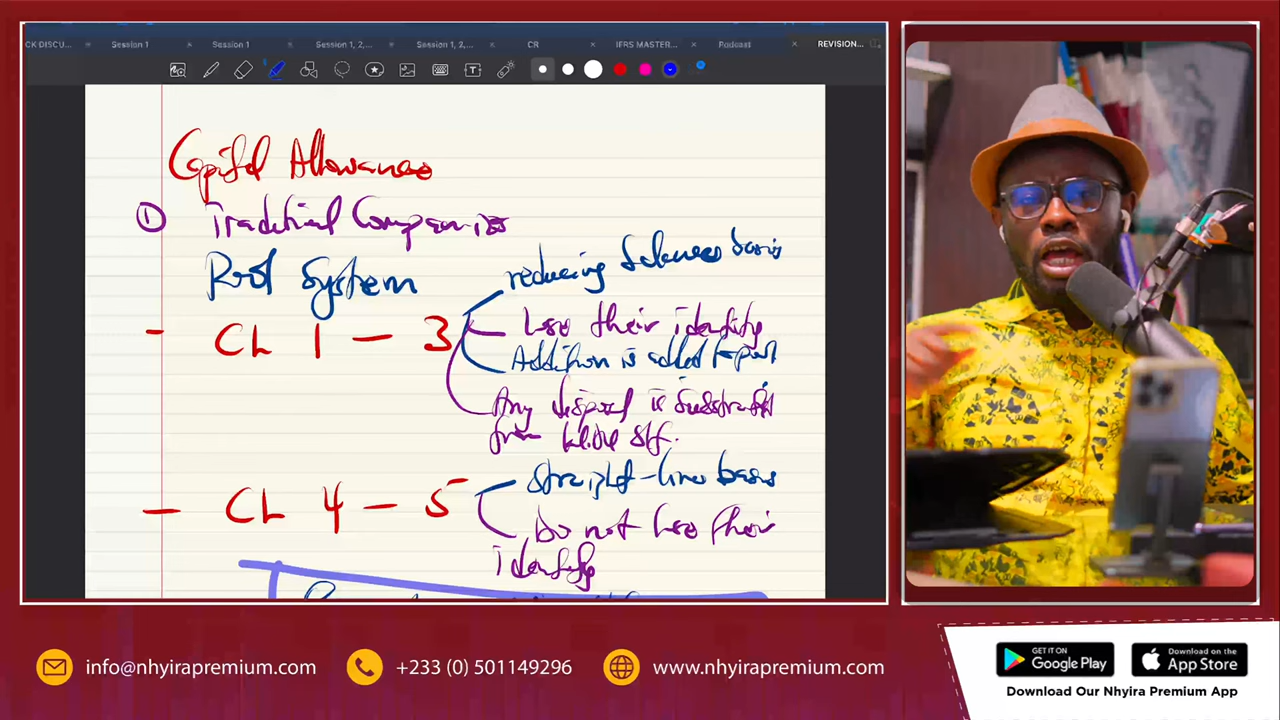 CK DISCU...
Session 1
Session 1
Session 1, 2,...
Session 1, 2,...
CR
IFRS MASTER...
Podcast
REVISION...
Capital Allowances
① Traditional Companies
Pool System
reducing balance basis
- CL 1 - 3
lose their identity
Addition is added to pool
Any disposal is subtracted
from
- CL 4 - 5
straight-line basis
Do not lose their
identity
info@nhyirapremium.com
+233 (0) 501149296
www.nhyirapremium.com
GET IT ON
Google Play
Download on the
App Store
Download Our Nhyira Premium App